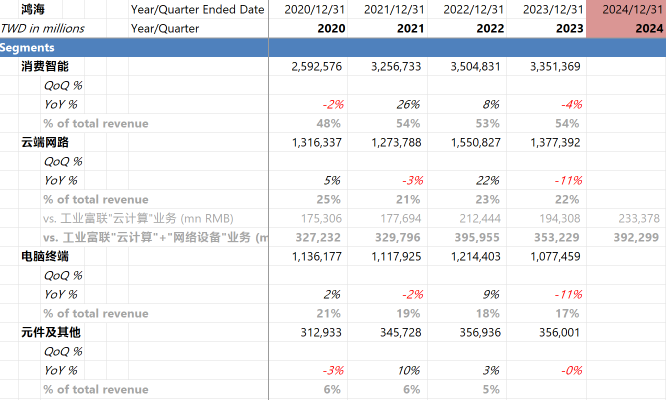 鸿海 Year/Quarter Ended Date 2020/12/31 2021/12/31 2022/12/31 2023/12/31 2024/12/31
TWD in millions Year/Quarter 2020 2021 2022 2023 2024
Segments
消费智能 2,592,576 3,256,733 3,504,831 3,351,369
QoQ %
YoY % -2% 26% 8% -4%
% of total revenue 48% 54% 53% 54%
云端网路 1,316,337 1,273,788 1,550,827 1,377,392
QoQ %
YoY % 5% -3% 22% -11%
% of total revenue 25% 21% 23% 22%
vs. 工业富联"云计算"业务 (mn RMB) 175,306 177,694 212,444 194,308 233,378
vs. 工业富联"云计算"+"网络设备"业务 (m 327,232 329,796 395,955 353,229 392,299
电脑终端 1,136,177 1,117,925 1,214,403 1,077,459
QoQ %
YoY % 2% -2% 9% -11%
% of total revenue 21% 19% 18% 17%
元件及其他 312,933 345,728 356,936 356,001
QoQ %
YoY % -3% 10% 3% -0%
% of total revenue 6% 6% 5%